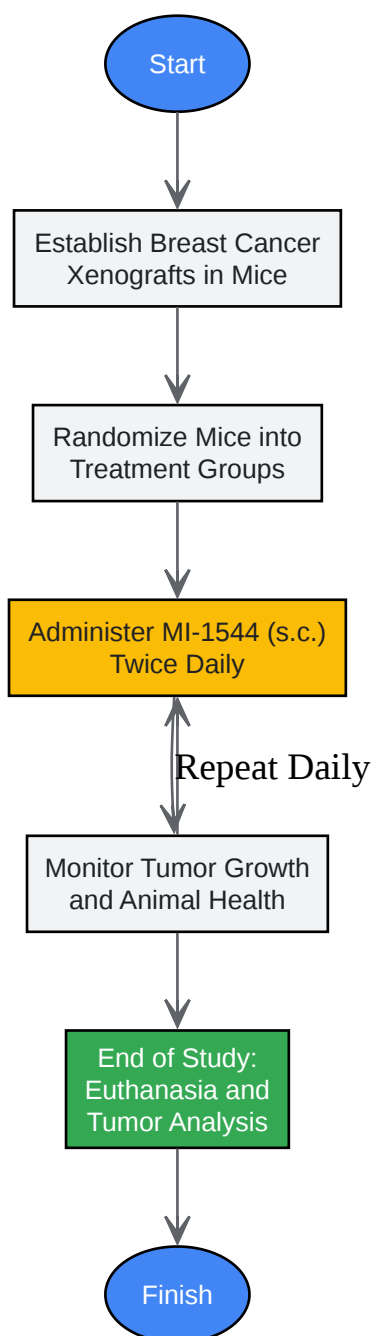 Start
Establish Breast Cancer
Xenografts in Mice
Randomize Mice into
Treatment Groups
Administer MI-1544 (s.c.)
Twice Daily
Repeat Daily
Monitor Tumor Growth
and Animal Health
End of Study:
Euthanasia and
Tumor Analysis
Finish